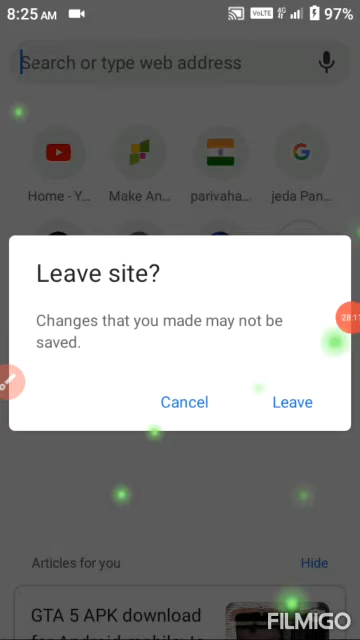 8:25 AM
VoLTE 4G 97%
Search or type web address
Home - Y... Make An... parivaha... jeda Pan...
Leave site?
Changes that you made may not be
saved.
28:11
Cancel Leave
Articles for you Hide
GTA 5 APK download
FILMIGO